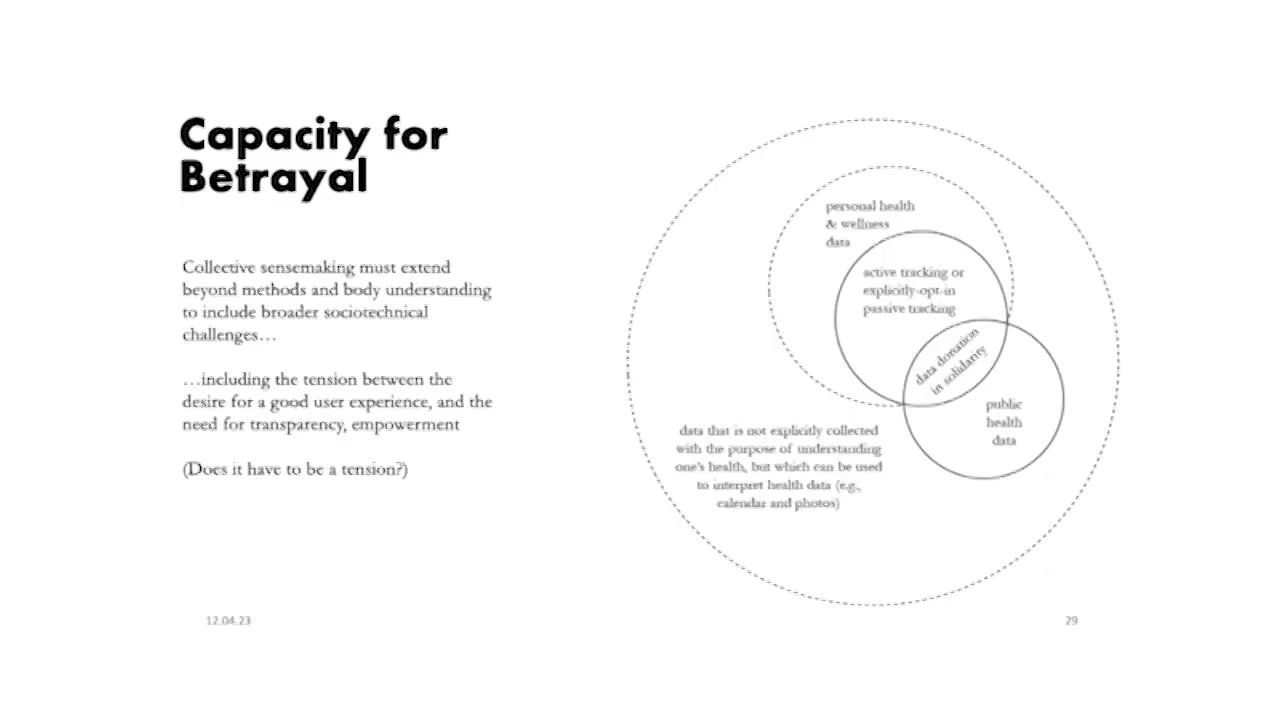 Capacity for
Betrayal
Collective sensemaking must extend
beyond methods and body understanding
to include broader sociotechnical
challenges…
…including the tension between the
desire for a good user experience, and the
need for transparency, empowerment
(Does it have to be a tension?)
personal health
& wellness
data
active tracking or
explicitly-opt-in
passive tracking
data donation
in solidarity
public
health
data
data that is not explicitly collected
with the purpose of understanding
one's health, but which can be used
to interpret health data (e.g.,
calendar and photos)
12.04.23
29